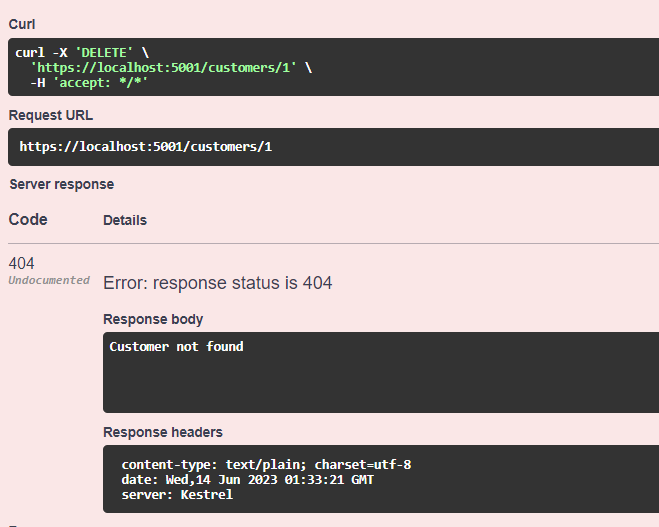 Curl
curl -X 'DELETE' \
'https://localhost:5001/customers/1' \
-H 'accept: */*'
Request URL
https://localhost:5001/customers/1
Server response
Code Details
404
Undocumented
Error: response status is 404
Response body
Customer not found
Response headers
content-type: text/plain; charset=utf-8
date: Wed,14 Jun 2023 01:33:21 GMT
server: Kestrel